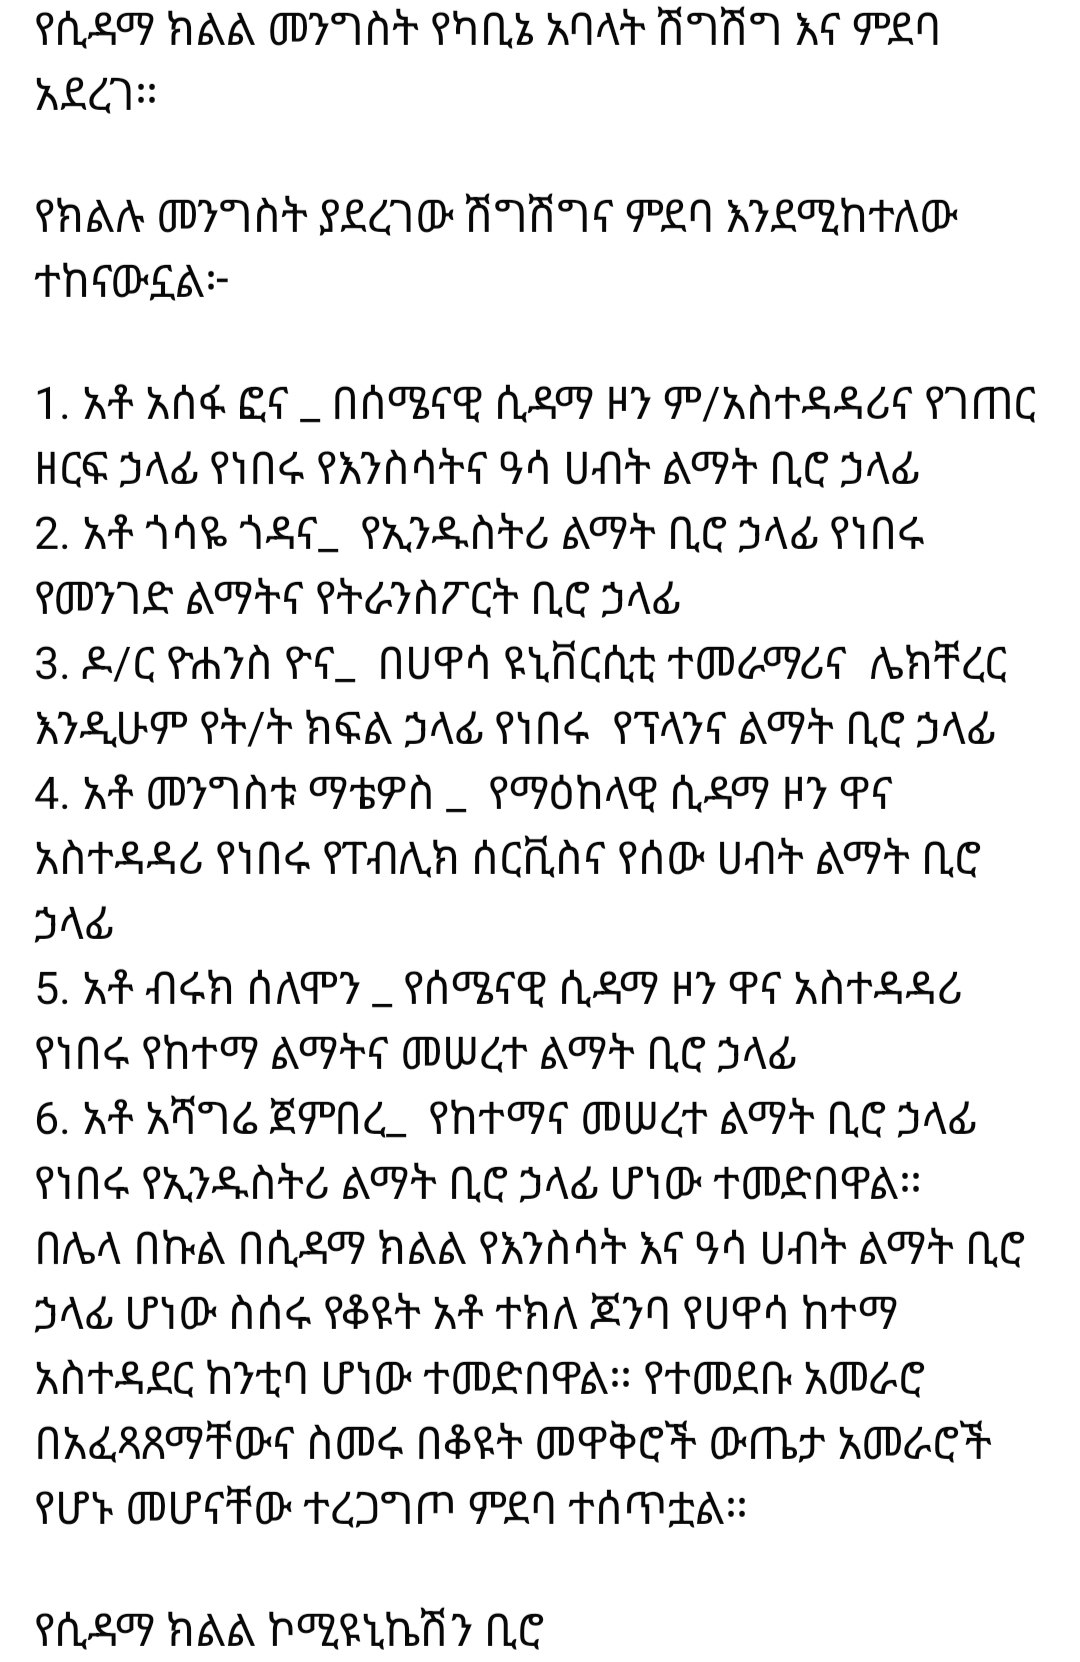 የሲዳማ ክልል መንግስት የካቢኔ አባላት ሽግሽግ እና ምደባ
አደረገ።
የክልሉ መንግስት ያደረገው ሽግሽግና ምደባ እንደሚከተለው
ተከናውኗል፦
1. አቶ አሰፋ ፎና _ በሰሜናዊ ሲዳማ ዞን ም/አስተዳዳሪና የገጠር
ዘርፍ ኃላፊ የነበሩ የእንስሳትና ዓሳ ሀብት ልማት ቢሮ ኃላፊ
2. አቶ ጎሳዬ ጎዳና_ የኢንዱስትሪ ልማት ቢሮ ኃላፊ የነበሩ
የመንገድ ልማትና የትራንስፖርት ቢሮ ኃላፊ
3. ዶ/ር ዮሐንስ ዮና_ በሀዋሳ ዩኒቨርሲቲ ተመራማሪና ሌክቸረር
እንዲሁም የት/ት ክፍል ኃላፊ የነበሩ የፕላንና ልማት ቢሮ ኃላፊ
4. አቶ መንግስቱ ማቴዎስ _ የማዕከላዊ ሲዳማ ዞን ዋና
አስተዳዳሪ የነበሩ የፐብሊክ ሰርቪስና የሰው ሀብት ልማት ቢሮ
ኃላፊ
5. አቶ ብሩክ ሰለሞን _ የሰሜናዊ ሲዳማ ዞን ዋና አስተዳዳሪ
የነበሩ የከተማ ልማትና መሠረተ ልማት ቢሮ ኃላፊ
6. አቶ አሻግሬ ጀምበረ_ የከተማና መሠረተ ልማት ቢሮ ኃላፊ
የነበሩ የኢንዱስትሪ ልማት ቢሮ ኃላፊ ሆነው ተመድበዋል።
በሌላ በኩል በሲዳማ ክልል የእንስሳት እና ዓሳ ሀብት ልማት ቢሮ
ኃላፊ ሆነው ስሰሩ የቆዩት አቶ ተክለ ጆንባ የሀዋሳ ከተማ
አስተዳደር ከንቲባ ሆነው ተመድበዋል። የተመደቡ አመራሮ
በአፈጻጸማቸውና ስመሩ በቆዩት መዋቅሮች ውጤታ አመራሮች
የሆኑ መሆናቸው ተረጋግጦ ምደባ ተሰጥቷል።
የሲዳማ ክልል ኮሚዩኒኬሽን ቢሮ